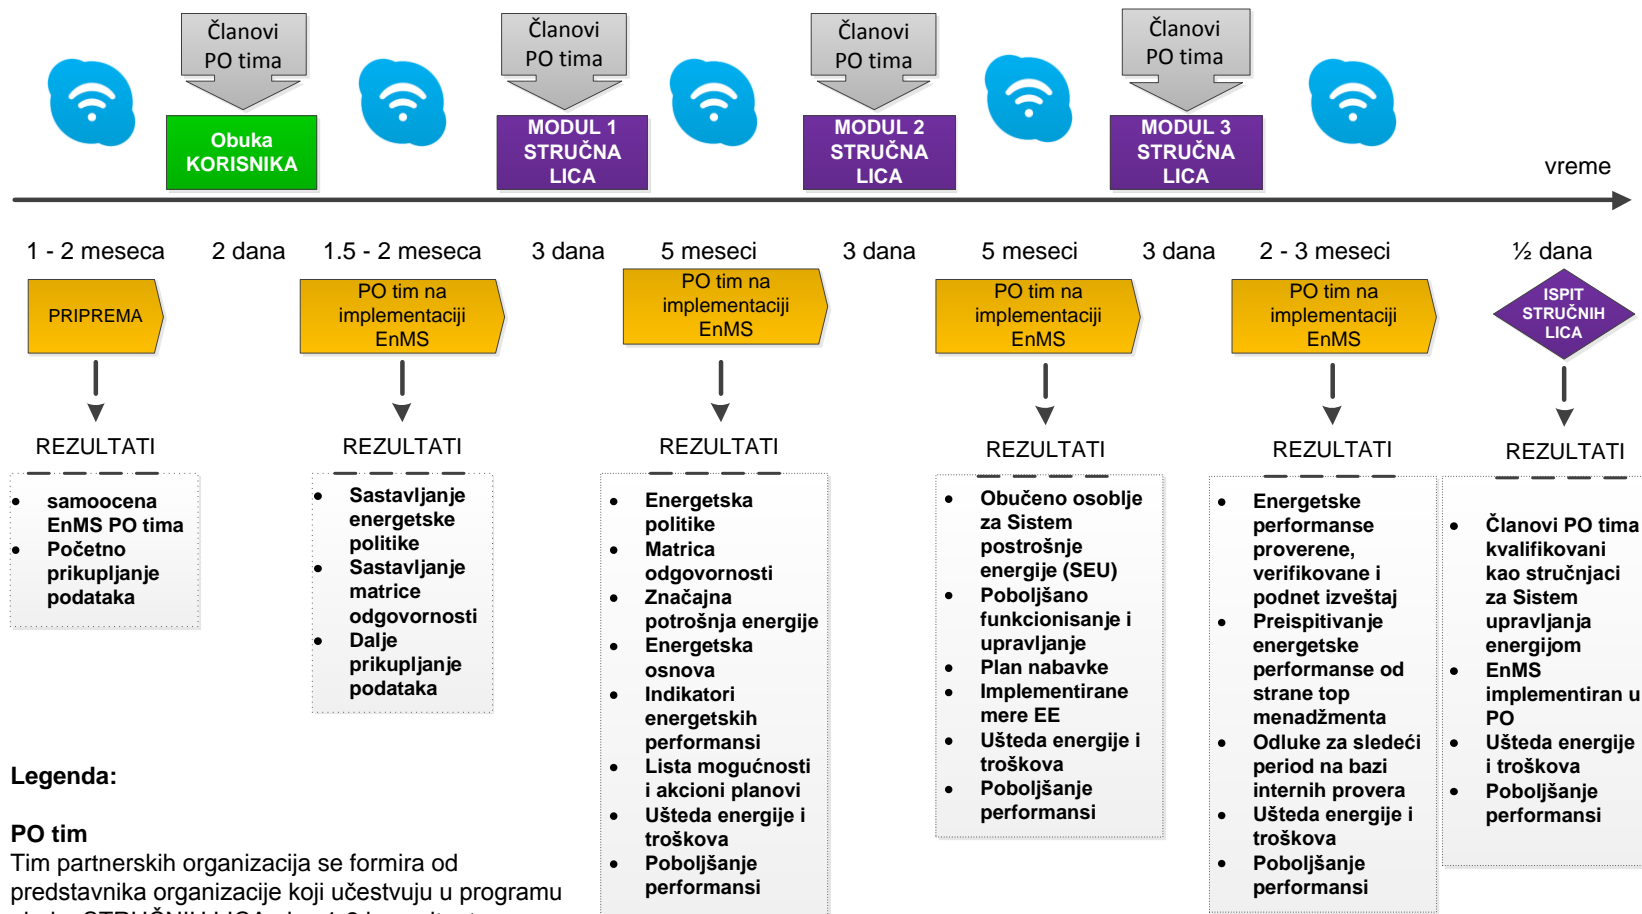 Članovi
PO tima
Članovi
PO tima
Članovi
PO tima
Članovi
PO tima
Obuka
KORISNIKA
MODUL 1
STRUČNA
LICA
MODUL 2
STRUČNA
LICA
MODUL 3
STRUČNA
LICA
vreme
1 - 2 meseca
2 dana
1.5 - 2 meseca
3 dana
5 meseci
3 dana
5 meseci
3 dana
2 - 3 meseci
½ dana
PRIPREMA
PO tim na
implementaciji
EnMS
PO tim na
implementaciji
EnMS
PO tim na
implementaciji
EnMS
PO tim na
implementaciji
EnMS
ISPIT
STRUČNIH
LICA
REZULTATI
• samoocena
EnMS PO tima
• Početno
prikupljanje
podataka
REZULTATI
• Sastavljanje
energetske
politike
• Sastavljanje
matrice
odgovornosti
• Dalje
prikupljanje
podataka
REZULTATI
• Energetska
politike
• Matrica
odgovornosti
• Značajna
potrošnja energije
• Energetska
osnova
• Indikatori
energetskih
performansi
• Lista mogućnosti
i akcioni planovi
• Ušteda energije i
troškova
• Poboljšanje
performansi
REZULTATI
• Obučeno osoblje
za Sistem
postrošnje
energije (SEU)
• Poboljšano
funkcionisanje i
upravljanje
• Plan nabavke
• Implementirane
mere EE
• Ušteda energije i
troškova
• Poboljšanje
performansi
REZULTATI
• Energetske
performanse
proverene,
verifikovane i
podnet izveštaj
• Preispitivanje
energetske
performanse od
strane top
menadžmenta
• Odluke za sledeći
period na bazi
internih provera
• Ušteda energije i
troškova
• Poboljšanje
performansi
REZULTATI
• Članovi PO tima
kvalifikovani
kao stručnjaci
za Sistem
upravljanja
energijom
• EnMS
implementiran u
PO
• Ušteda energije
i troškova
• Poboljšanje
performansi
Legenda:
PO tim
Tim partnerskih organizacija se formira od
predstavnika organizacije koji učestvuju u programu
STRUČNIH LICA